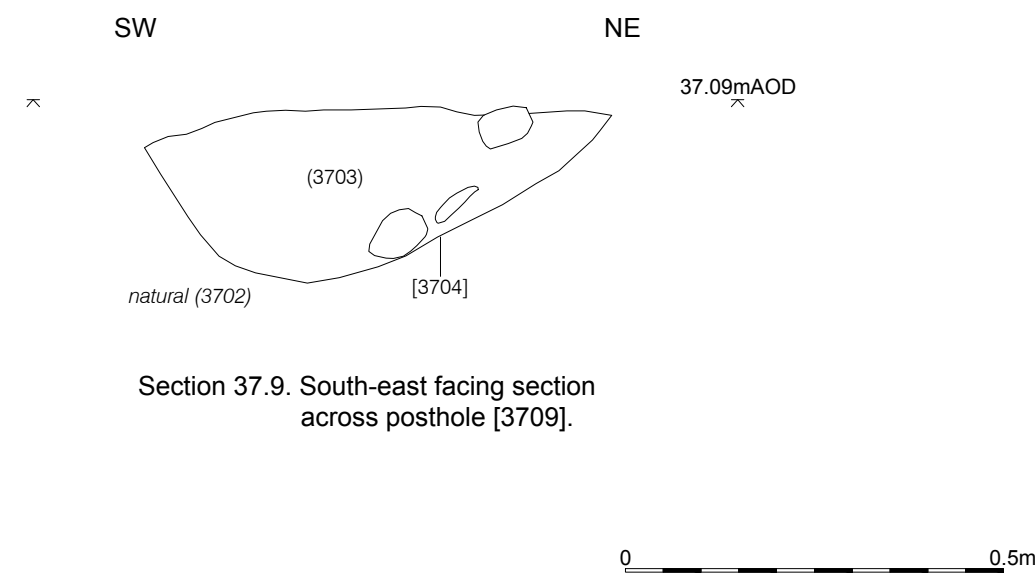 SW NE
37.09mAOD
(3703)
[3704]
natural (3702)
Section 37.9. South-east facing section
across posthole [3709].
0 0.5m